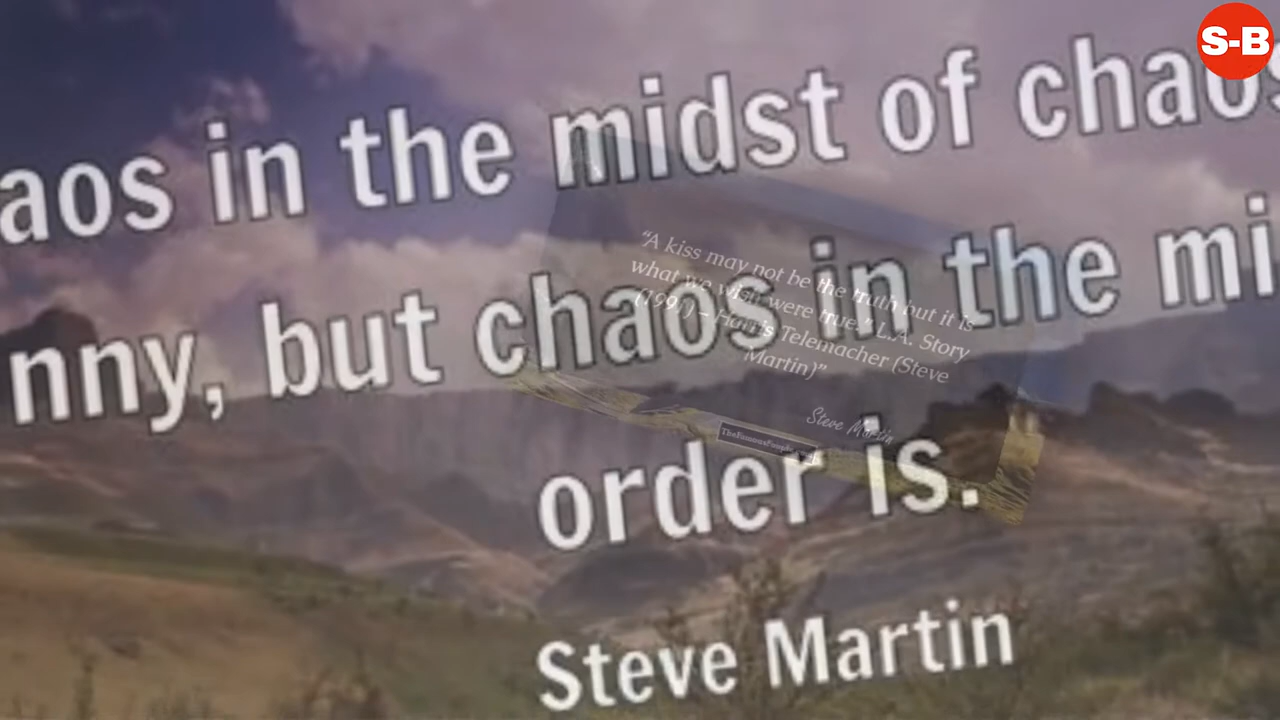 S-B
aos in the midst of chaos
nny, but chaos in the mi
order is.
Steve Martin
“A kiss may not be the truth but it is
what we wish were true.” L.A. Story
(1991) – Harris Telemacher (Steve
Martin)”
Steve Martin